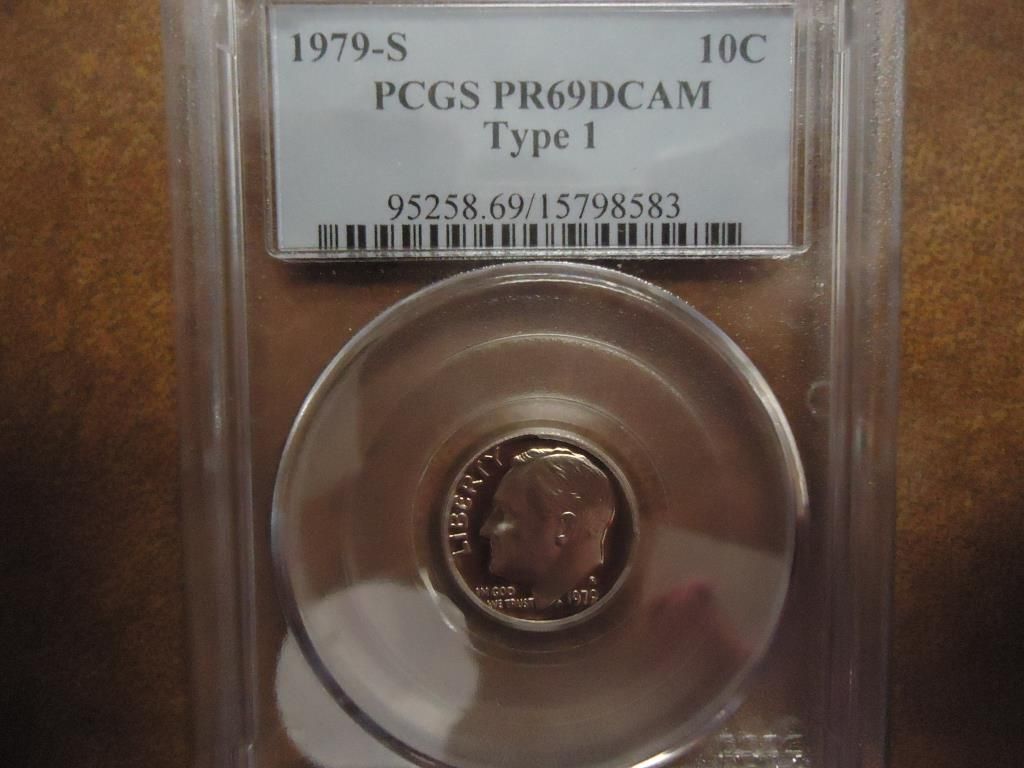 1979-S 10C
PCGS PR69DCAM
Type 1
95258.69/15798583
LIBERTY
IN GOD
WE TRUST
S
1979